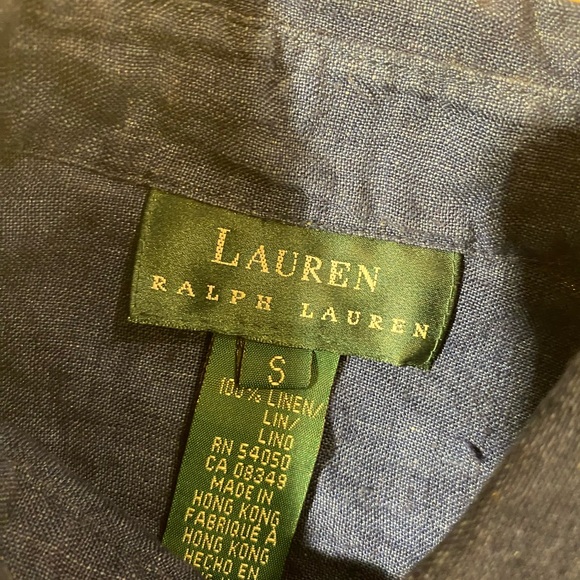 LAUREN
RALPH LAUREN
S
100% LINEN/
LIN/
LINO
RN 54050
CA 08349
MADE IN
HONG KONG
FABRIQUÉ À
HONG KONG
HECHO EN